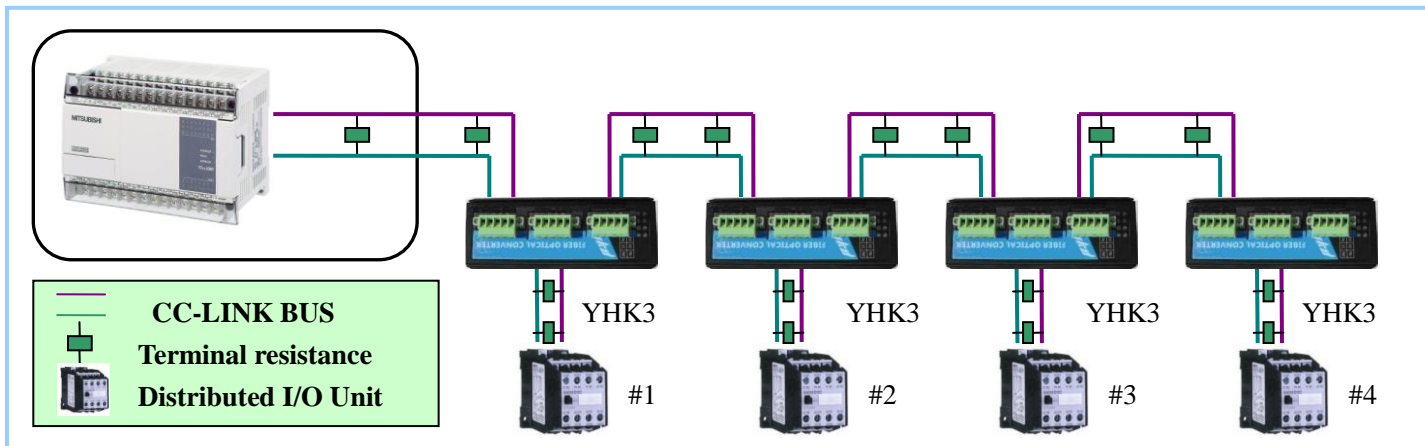 MITSUBISHI
FIBER OPTICAL CONVERTER
FIBER OPTICAL CONVERTER
FIBER OPTICAL CONVERTER
FIBER OPTICAL CONVERTER
CC-LINK BUS
Terminal resistance
Distributed I/O Unit
YHK3
YHK3
YHK3
YHK3
#1
#2
#3
#4